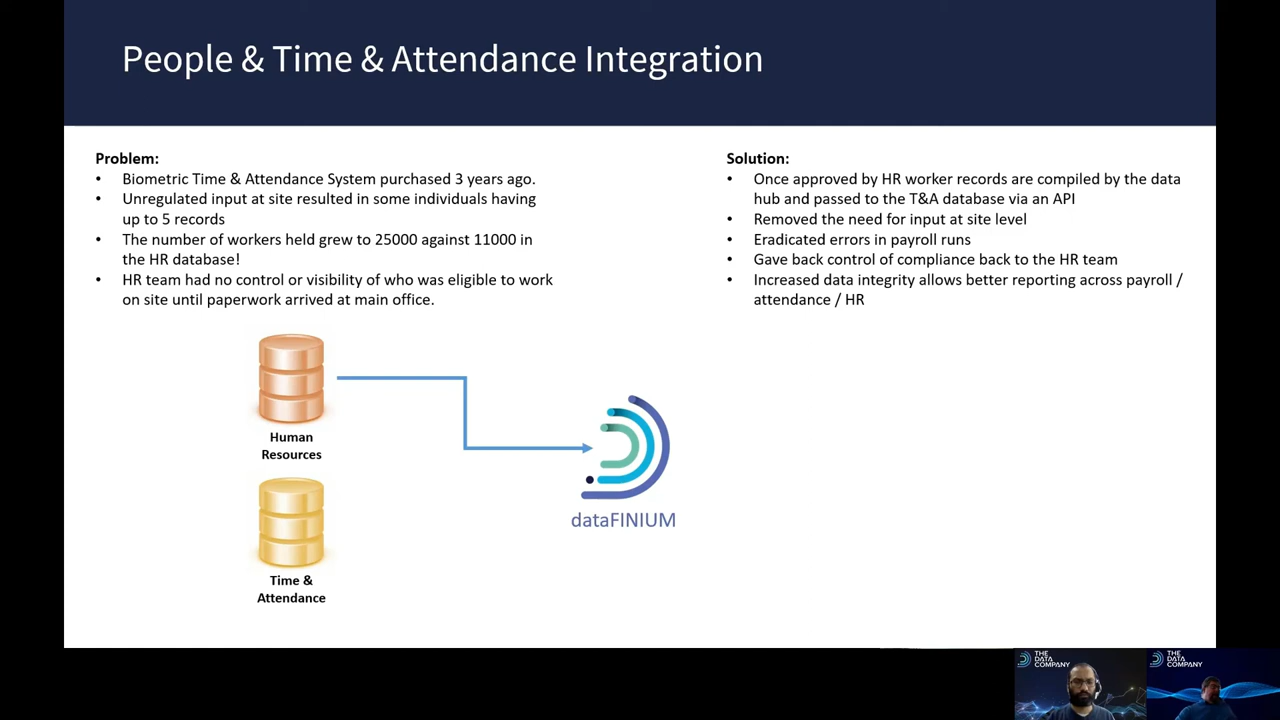 People & Time & Attendance Integration
Problem:
• Biometric Time & Attendance System purchased 3 years ago.
• Unregulated input at site resulted in some individuals having
up to 5 records
• The number of workers held grew to 25000 against 11000 in
the HR database!
• HR team had no control or visibility of who was eligible to work
on site until paperwork arrived at main office.
Solution:
• Once approved by HR worker records are compiled by the data
hub and passed to the T&A database via an API
• Removed the need for input at site level
• Eradicated errors in payroll runs
• Gave back control of compliance back to the HR team
• Increased data integrity allows better reporting across payroll /
attendance / HR
Human
Resources
dataFINIUM
Time &
Attendance
THE
DATA
COMPANY
THE
DATA
COMPANY